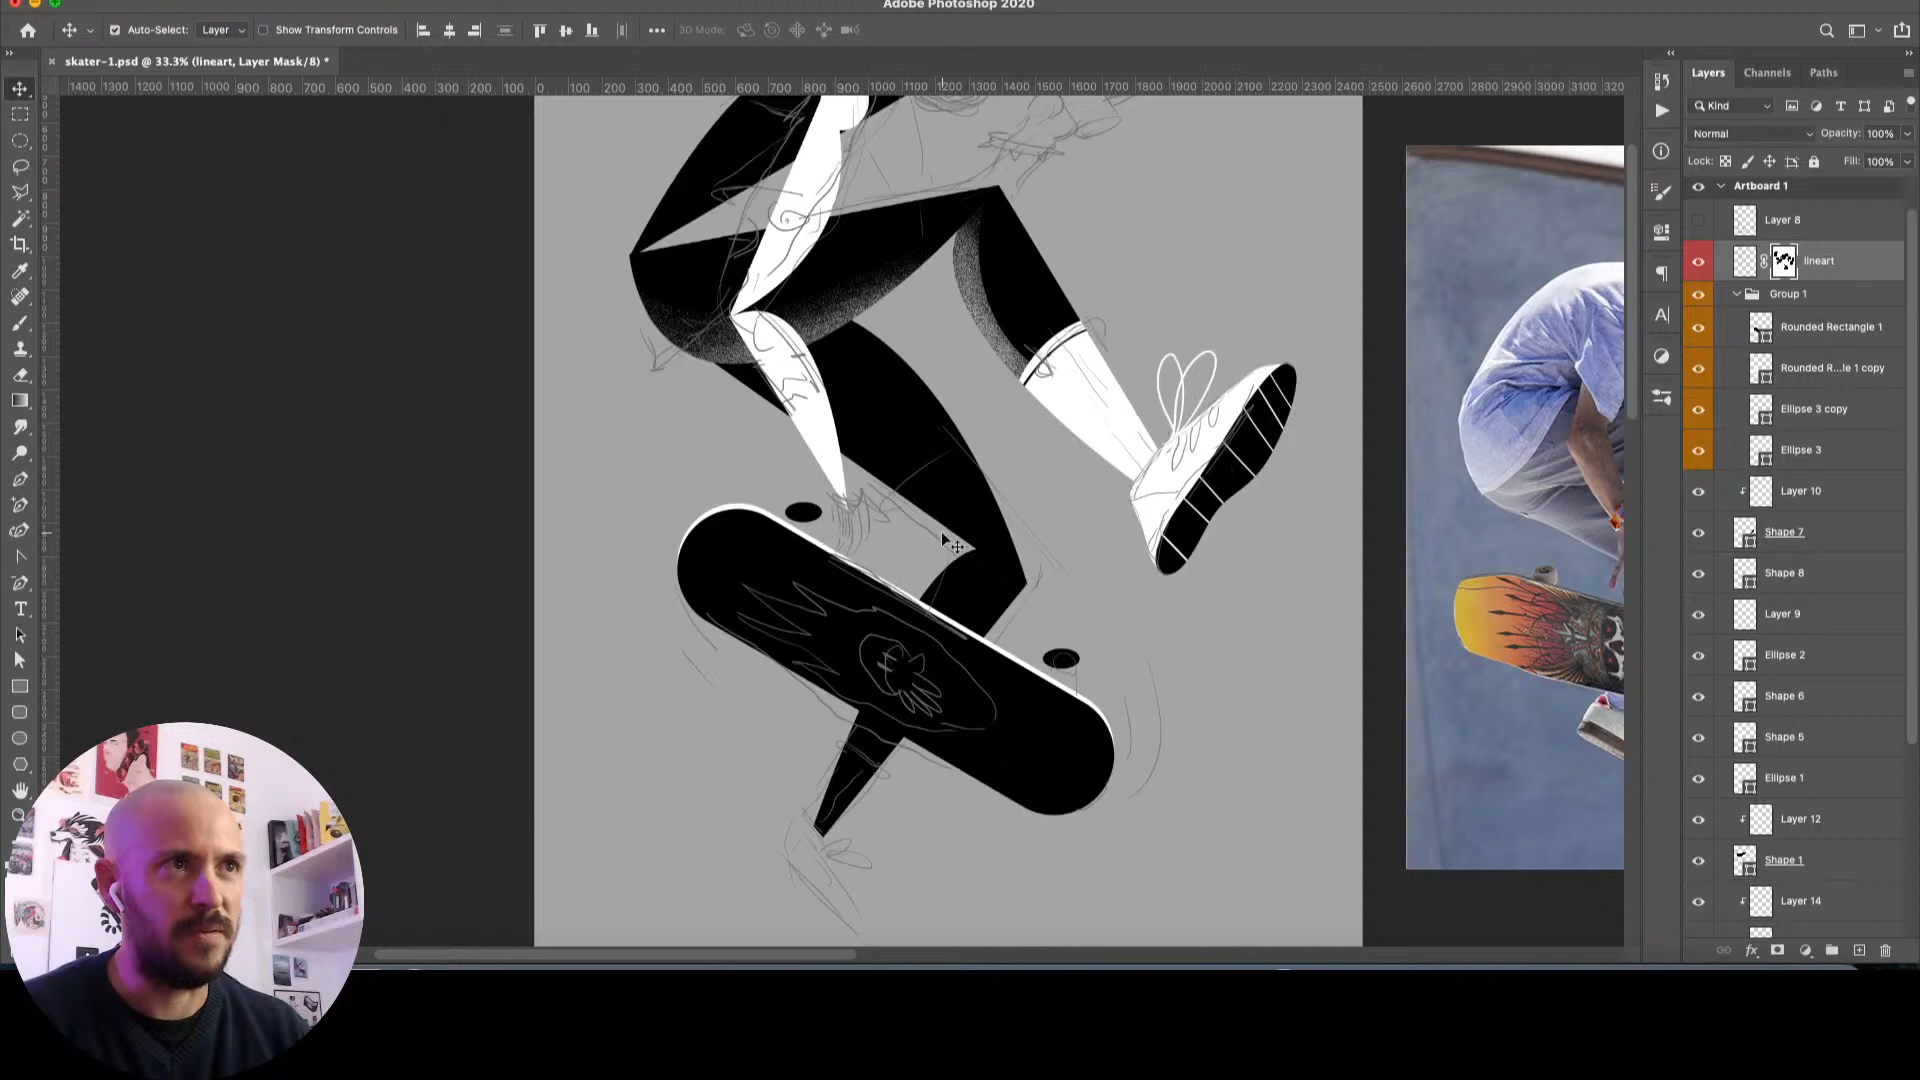 Adobe Photoshop 2020
Auto-Select: Layer Show Transform Controls 3D Mode:
skater-1.psd @ 33.3% (lineart, Layer Mask/8) *
1400 1300 1200 1100 1000 900 800 700 600 500 400 300 200 100 0 100 200 300 400 500 600 700 800 900 1000 1100 1200 1300 1400 1500 1600 1700 1800 1900 2000 2100 2200 2300 2400 2500 2600 2700 2800 2900 3000 3100 320
Layers Channels Paths
Kind
Normal Opacity: 100%
Lock: Fill: 100%
Artboard 1
Layer 8
lineart
Group 1
Rounded Rectangle 1
Rounded R...le 1 copy
Ellipse 3 copy
Ellipse 3
Layer 10
Shape 7
Shape 8
Layer 9
Ellipse 2
Shape 6
Shape 5
Ellipse 1
Layer 12
Shape 1
Layer 14